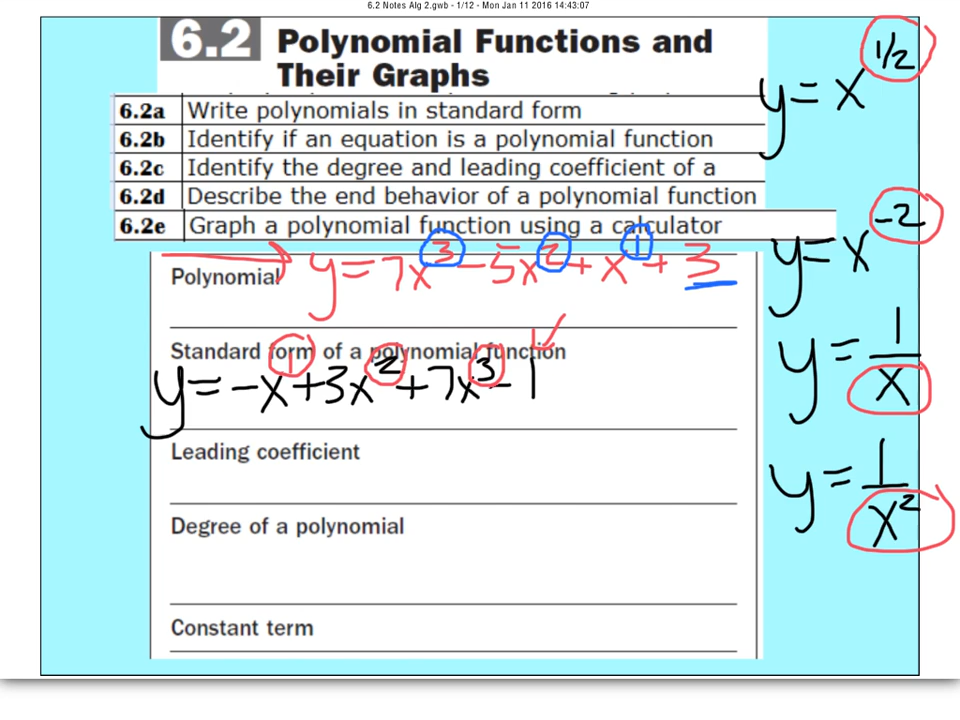 6.2 Notes Alg 2.gwb - 1/12 - Mon Jan 11 2016 14:43:07
6.2 Polynomial Functions and
Their Graphs
6.2a Write polynomials in standard form
6.2b Identify if an equation is a polynomial function
6.2c Identify the degree and leading coefficient of a
6.2d Describe the end behavior of a polynomial function
6.2e Graph a polynomial function using a calculator
Polynomial y = 7x³ - 5x² + x¹ + 3
Standard form of a polynomial function
y = -x¹ + 3x² + 7x³ - 1
Leading coefficient
Degree of a polynomial
Constant term
y = x^1/2
y = x^-2
y = 1/x
y = 1/x²